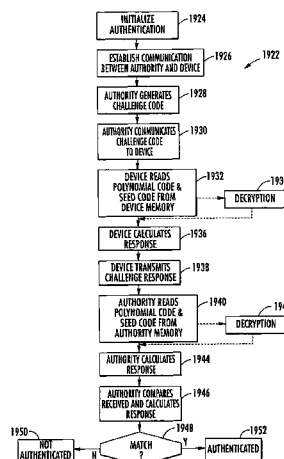 INITIALIZE
AUTHENTICATION
1924
ESTABLISH COMMUNICATION
BETWEEN AUTHORITY AND DEVICE
1926
1922
AUTHORITY GENERATES
CHALLENGE CODE
1928
AUTHORITY COMMUNICATES
CHALLENGE CODE
TO DEVICE
1930
DEVICE READS
POLYNOMIAL CODE &
SEED CODE FROM
DEVICE MEMORY
1932
DECRYPTION
DEVICE CALCULATES
RESPONSE
1936
DEVICE TRANSMITS
CHALLENGE RESPONSE
1938
AUTHORITY READS
POLYNOMIAL CODE &
SEED CODE FROM
AUTHORITY MEMORY
1940
DECRYPTION
AUTHORITY CALCULATES
RESPONSE
1944
AUTHORITY COMPARES
RECEIVED AND CALCULATES
RESPONSE
1946
1948
MATCH
?
N
Y
1950
NOT
AUTHENTICATED
1952
AUTHENTICATED